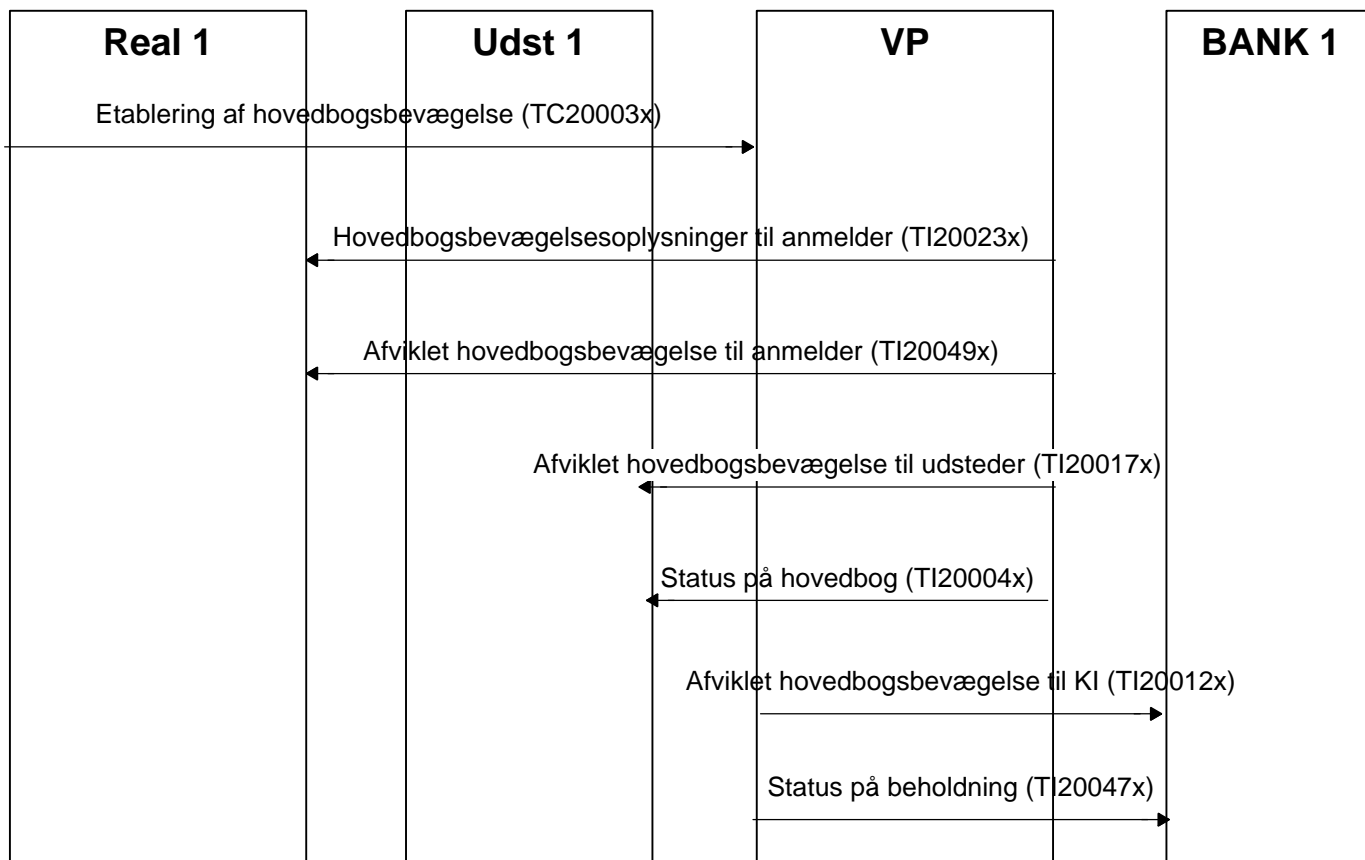 Real 1
Udst 1
VP
BANK 1
Etablering af hovedbogsbevægelse (TC20003x)
Hovedbogsbevægelsesoplysninger til anmelder (TI20023x)
Afviklet hovedbogsbevægelse til anmelder (TI20049x)
Afviklet hovedbogsbevægelse til udsteder (TI20017x)
Status på hovedbog (TI20004x)
Afviklet hovedbogsbevægelse til KI (TI20012x)
Status på beholdning (TI20047x)